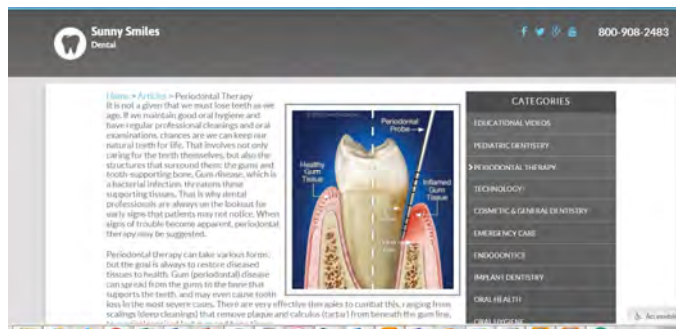 Sunny Smiles
Dental
800-908-2483
Home • Articles > Periodontal Therapy
It is not a given that we must lose teeth as we
age. If we maintain good oral hygiene and
have regular professional cleanings and oral
examinations, chances are we can keep our
natural teeth for life. That involves not only
caring for the teeth themselves, but also the
structures that surround them: the gums and
tooth-supporting bone. Gum disease, which is
a bacterial infection, threatens these
supporting tissues. That is why dental
professionals are always on the lookout for
early signs that patients may not notice. When
signs of trouble become apparent, periodontal
therapy may be suggested.
Periodontal therapy can take various forms,
but the goal is always to restore diseased
tissues to health. Gum (periodontal) disease
can spread from the gums to the bone that
supports the teeth, and may even cause tooth
loss in the most severe cases. There are very effective therapies to combat this, ranging from
scalings (deep cleanings) that remove plaque and calculus (tartar) from beneath the gum line,
Periodontal
Probe
Healthy
Gum
Tissue
Inflamed
Gum
Tissue
CATEGORIES
EDUCATIONAL VIDEOS
PEDIATRIC DENTISTRY
PERIODONTAL THERAPY
TECHNOLOGY
COSMETIC & GENERAL DENTISTRY
EMERGENCY CARE
ENDODONTICS
IMPLANT DENTISTRY
ORAL HEALTH
ORAL HYGIENE